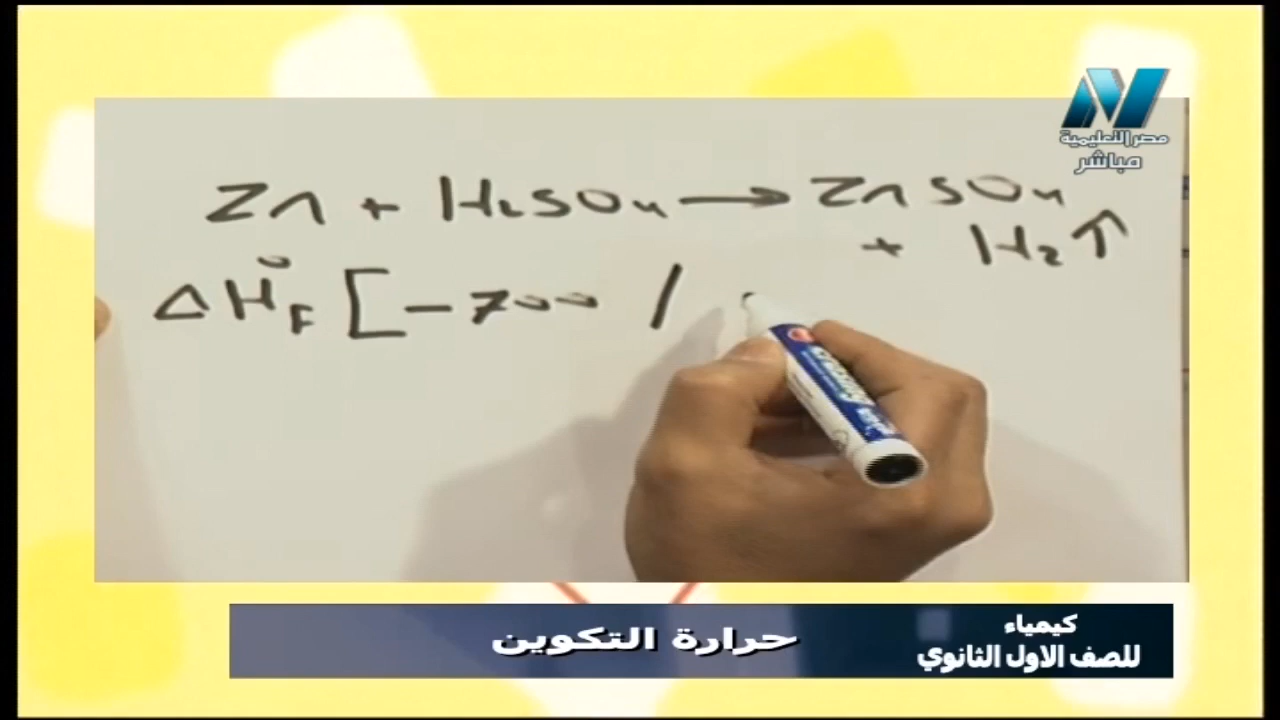 مصر التعليمية
مباشر
Zn + H₂SO₄ → ZnSO₄
+ H₂ ↑
ΔH°F [ -700 /
كيمياء
للصف الاول الثانوي
حرارة التكوين